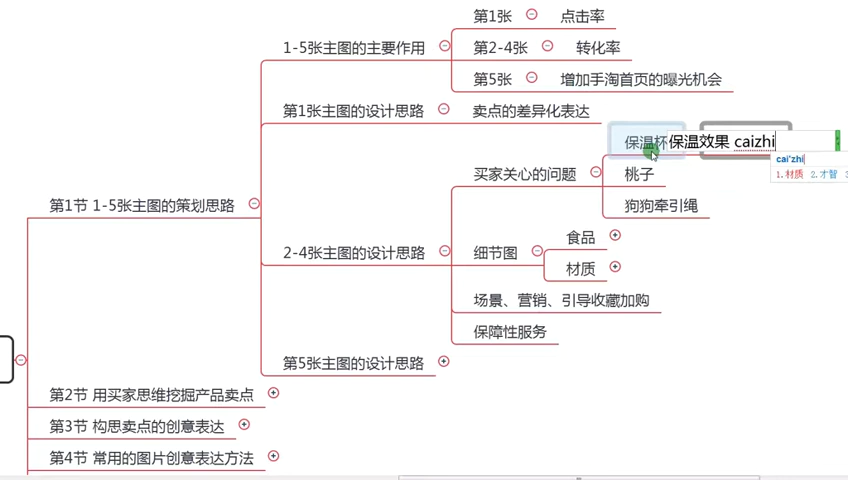 第1张
点击率
1-5张主图的主要作用
第2-4张
转化率
第5张
增加手淘首页的曝光机会
第1张主图的设计思路
卖点的差异化表达
保温杯
保温效果 caizhi
cai'zhi
1.材质 2.才智 3
买家关心的问题
桃子
狗狗牵引绳
第1节 1-5张主图的策划思路
2-4张主图的设计思路
细节图
食品
材质
场景、营销、引导收藏加购
保障性服务
第5张主图的设计思路
第2节 用买家思维挖掘产品卖点
第3节 构思卖点的创意表达
第4节 常用的图片创意表达方法